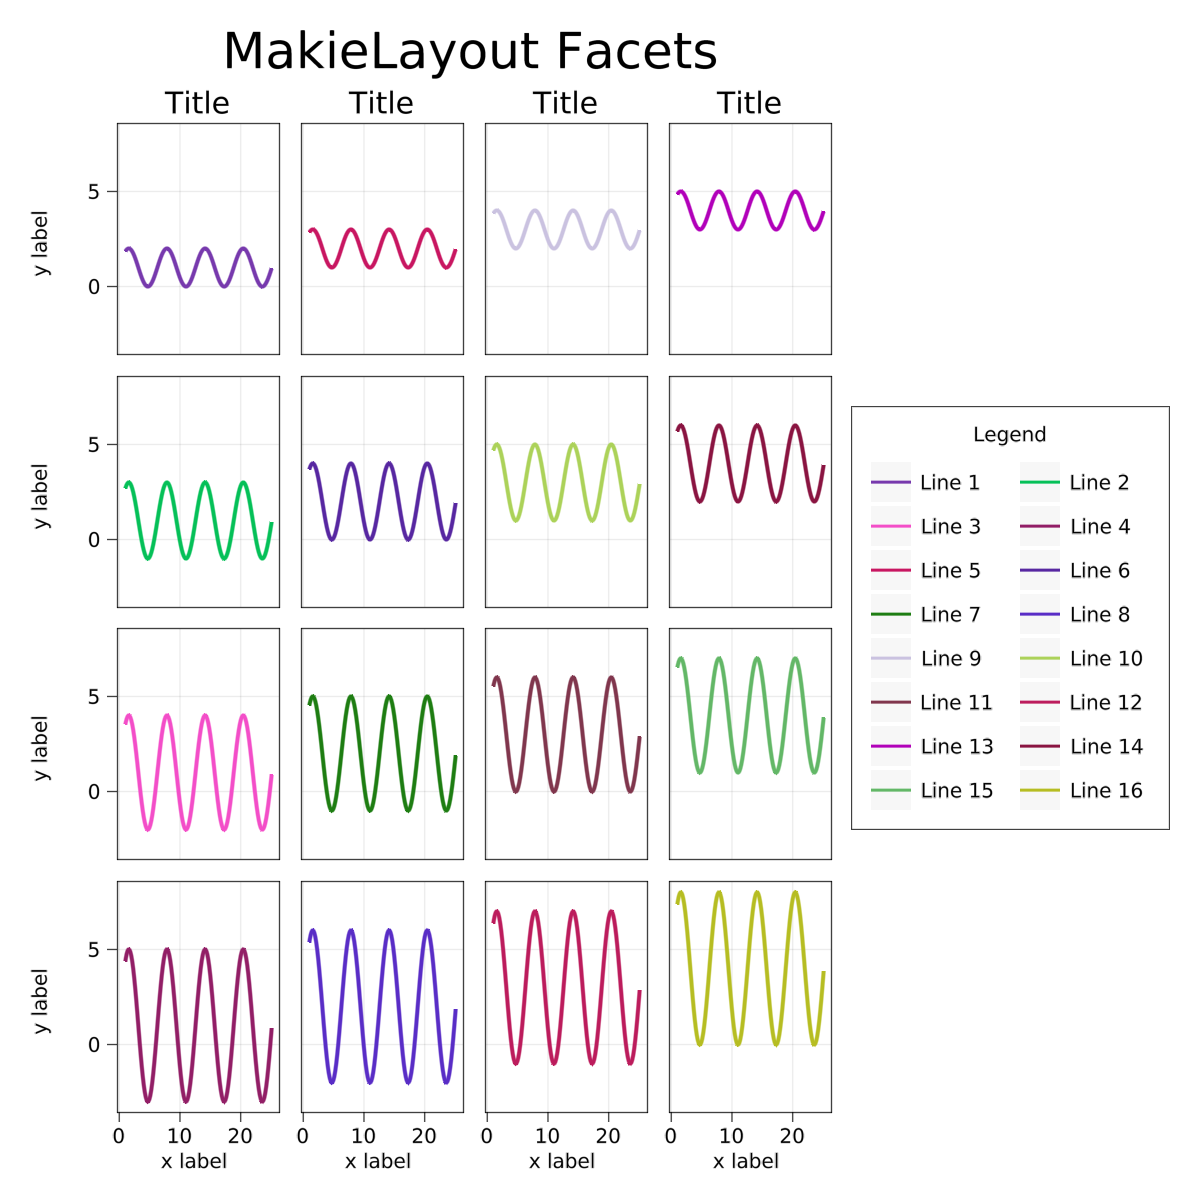 MakieLayout Facets
Title Title Title Title
y label
5
0
y label
5
0
y label
5
0
y label
5
0
0 10 20 0 10 20 0 10 20 0 10 20
x label x label x label x label
Legend
Line 1 Line 2
Line 3 Line 4
Line 5 Line 6
Line 7 Line 8
Line 9 Line 10
Line 11 Line 12
Line 13 Line 14
Line 15 Line 16